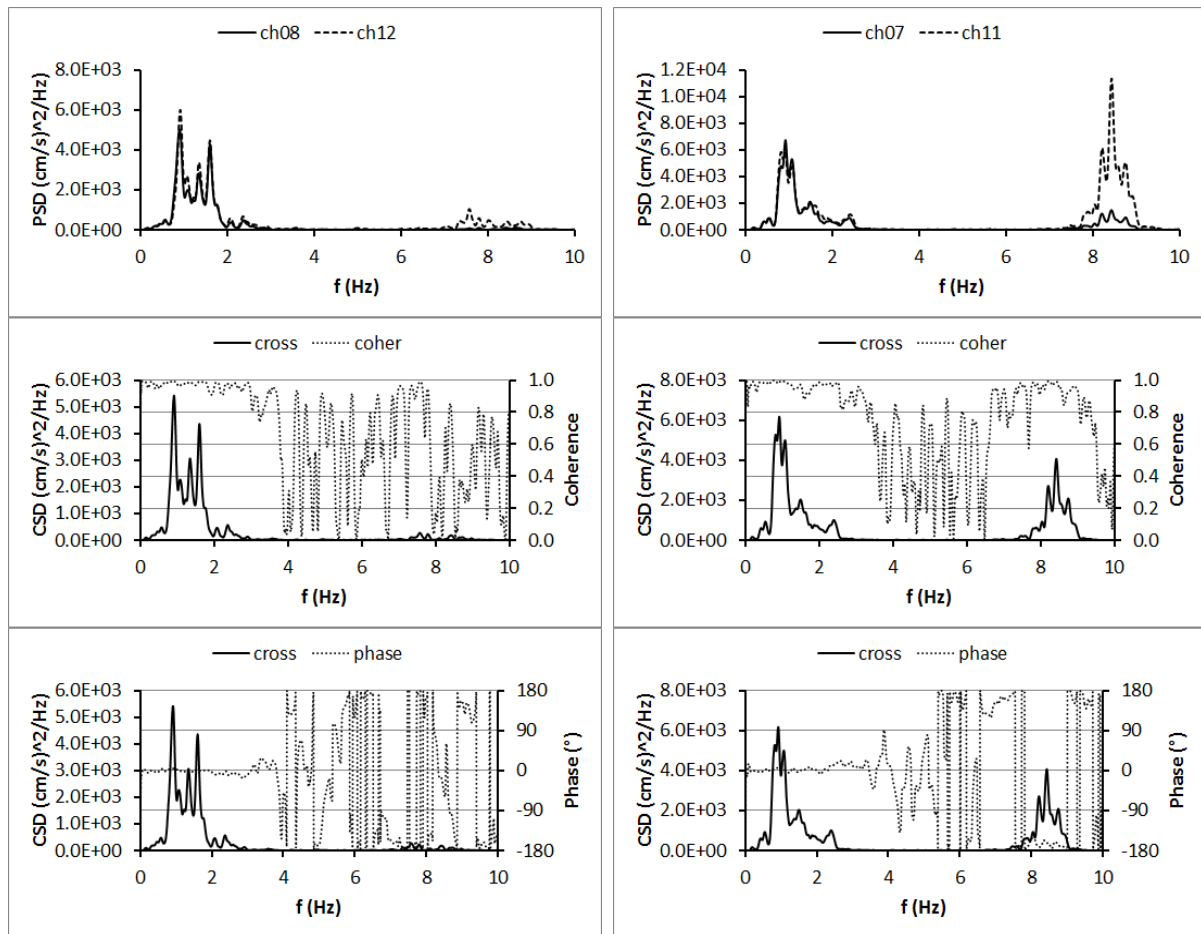 ch08 ch12
PSD (cm/s)^2/Hz
8.0E+03
6.0E+03
4.0E+03
2.0E+03
0.0E+00
0 2 4 6 8 10
f (Hz)
ch07 ch11
PSD (cm/s)^2/Hz
1.2E+04
1.0E+04
8.0E+03
6.0E+03
4.0E+03
2.0E+03
0.0E+00
0 2 4 6 8 10
f (Hz)
cross coher
CSD (cm/s)^2/Hz
6.0E+03
5.0E+03
4.0E+03
3.0E+03
2.0E+03
1.0E+03
0.0E+00
1.0
0.8
0.6
0.4
0.2
0.0
Coherence
0 2 4 6 8 10
f (Hz)
cross coher
CSD (cm/s)^2/Hz
8.0E+03
6.0E+03
4.0E+03
2.0E+03
0.0E+00
1.0
0.8
0.6
0.4
0.2
0.0
Coherence
0 2 4 6 8 10
f (Hz)
cross phase
CSD (cm/s)^2/Hz
6.0E+03
5.0E+03
4.0E+03
3.0E+03
2.0E+03
1.0E+03
0.0E+00
180
90
0
-90
-180
Phase (°)
0 2 4 6 8 10
f (Hz)
cross phase
CSD (cm/s)^2/Hz
8.0E+03
6.0E+03
4.0E+03
2.0E+03
0.0E+00
180
90
0
-90
-180
Phase (°)
0 2 4 6 8 10
f (Hz)